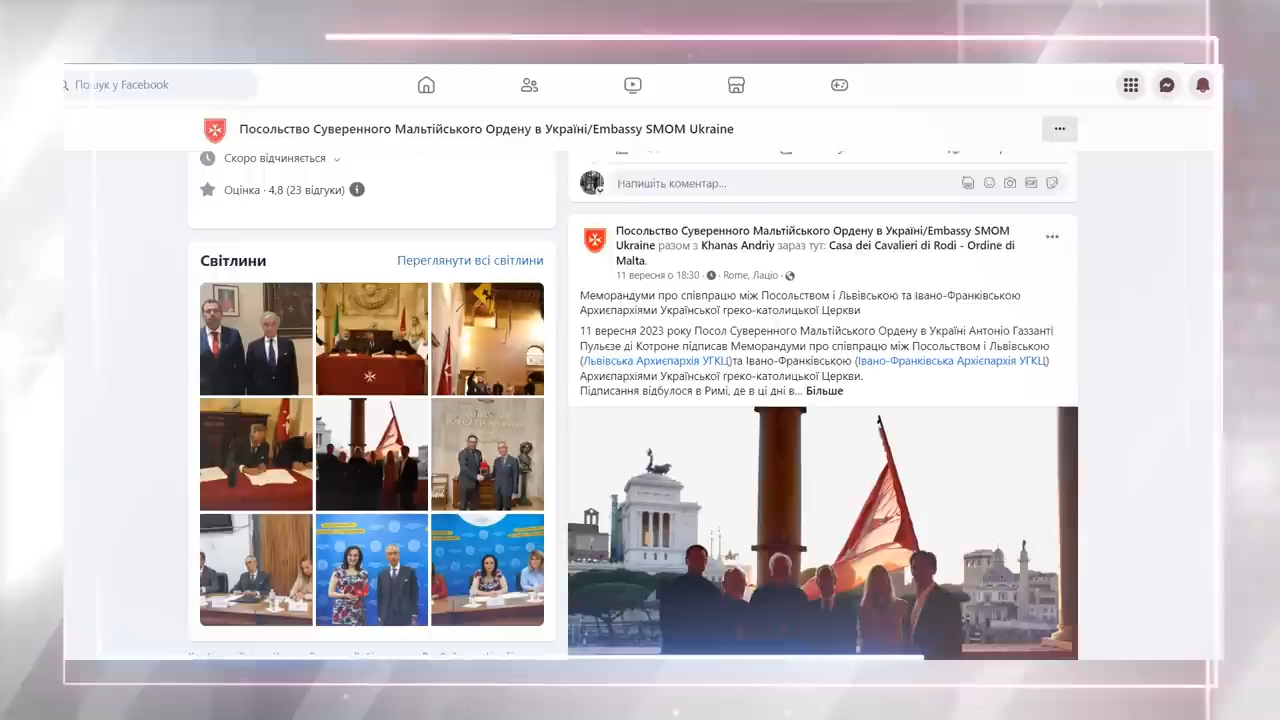 Пошук у Facebook
Посольство Суверенного Мальтійського Ордену в Україні/Embassy SMOM Ukraine
Скоро відчиняється
Оцінка · 4,8 (23 відгуки)
Світлини
Переглянути всі світлини
Напишіть коментар...
GIF
Посольство Суверенного Мальтійського Ордену в Україні/Embassy SMOM
Ukraine разом з Khanas Andriy зараз тут: Casa dei Cavalieri di Rodi - Ordine di
Malta.
11 вересня о 18:30 · Rome, Лаціо ·
Меморандуми про співпрацю між Посольством і Львівською та Івано-Франківською
Архиєпархіями Української греко-католицької Церкви
11 вересня 2023 року Посол Суверенного Мальтійського Ордену в Україні Антоніо Газзанті
Пульєзе ді Котроне підписав Меморандуми про співпрацю між Посольством і Львівською
(Львівська Архиєпархія УГКЦ)та Івано-Франківською (Івано-Франківська Архієпархія УГКЦ)
Архиєпархіями Української греко-католицької Церкви.
Підписання відбулося в Римі, де в ці дні в... Більше